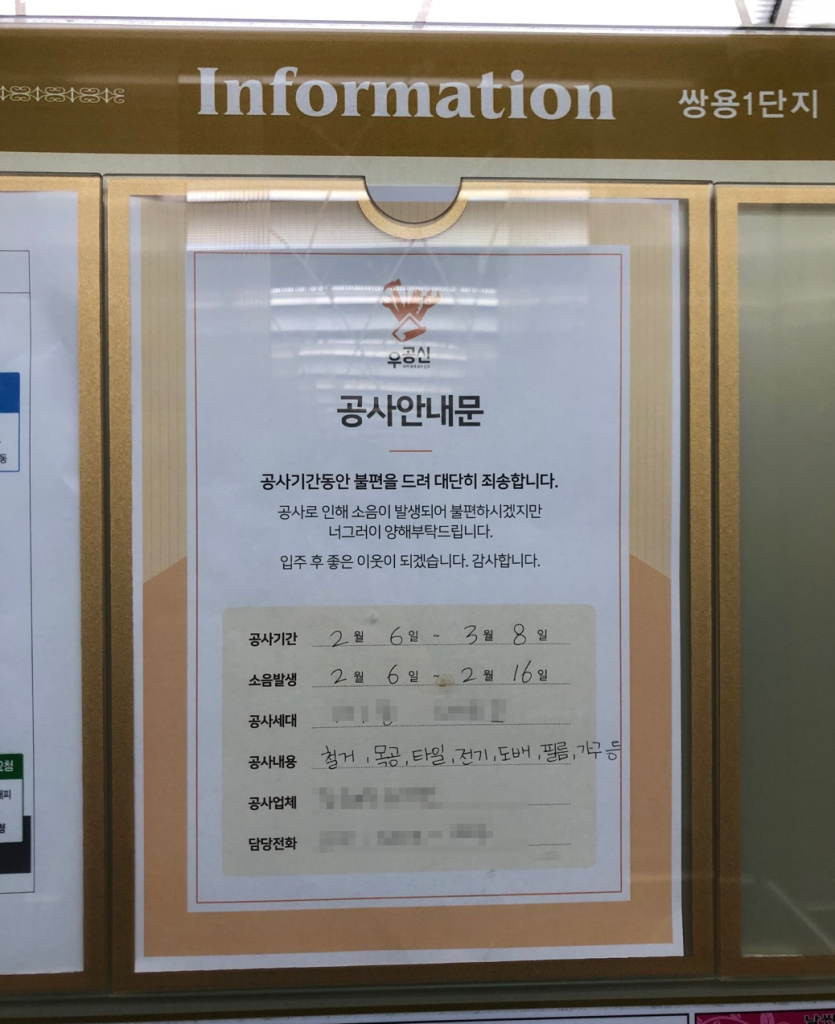 Information
쌍용1단지
우공신
공사안내문
공사기간동안 불편을 드려 대단히 죄송합니다.
공사로 인해 소음이 발생되어 불편하시겠지만
너그러이 양해부탁드립니다.
입주 후 좋은 이웃이 되겠습니다. 감사합니다.
공사기간 2월 6일 ~ 3월 8일
소음발생 2월 6일 ~ 2월 16일
공사세대
공사내용 철거, 목공, 타일, 전기, 도배, 필름, 가구 등
공사업체
담당전화